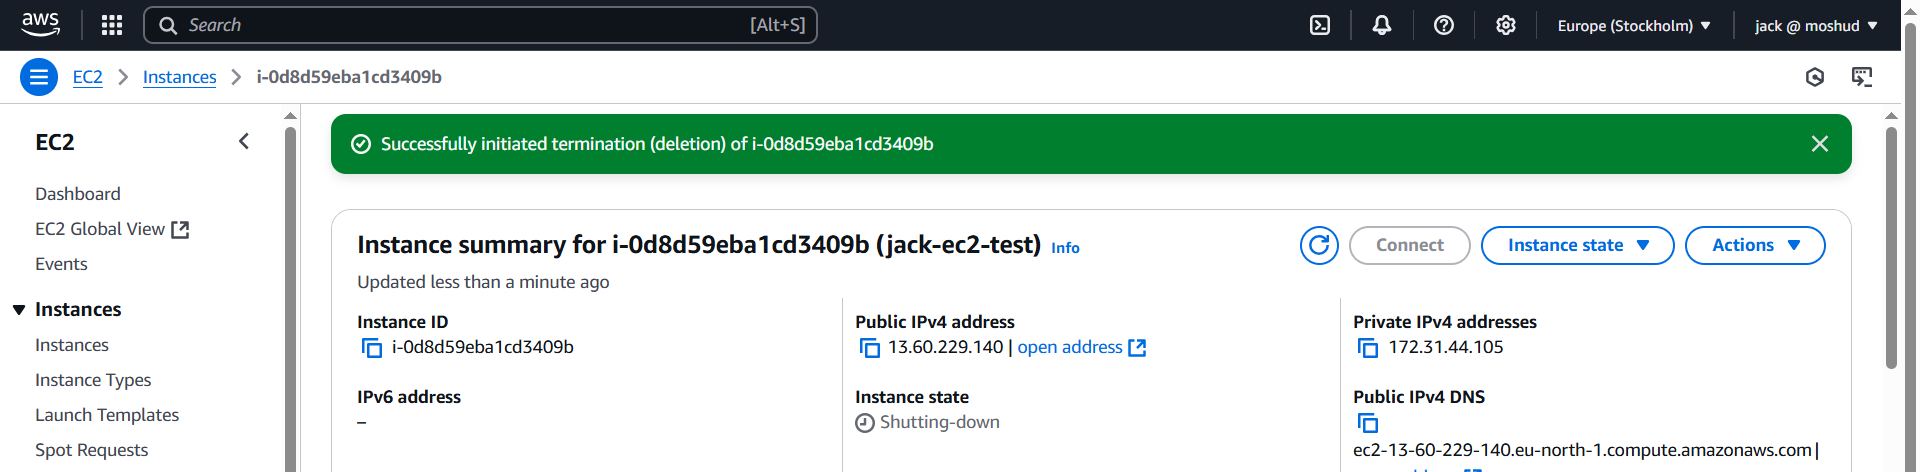 aws
Search [Alt+S]
Europe (Stockholm)
jack @ moshud
EC2 Instances i-0d8d59eba1cd3409b
EC2
Dashboard
EC2 Global View
Events
Instances
Instances
Instance Types
Launch Templates
Spot Requests
Successfully initiated termination (deletion) of i-0d8d59eba1cd3409b
Instance summary for i-0d8d59eba1cd3409b (jack-ec2-test) Info
Updated less than a minute ago
Connect
Instance state
Actions
Instance ID
i-0d8d59eba1cd3409b
Public IPv4 address
13.60.229.140 | open address
Private IPv4 addresses
172.31.44.105
IPv6 address
–
Instance state
Shutting-down
Public IPv4 DNS
ec2-13-60-229-140.eu-north-1.compute.amazonaws.com |